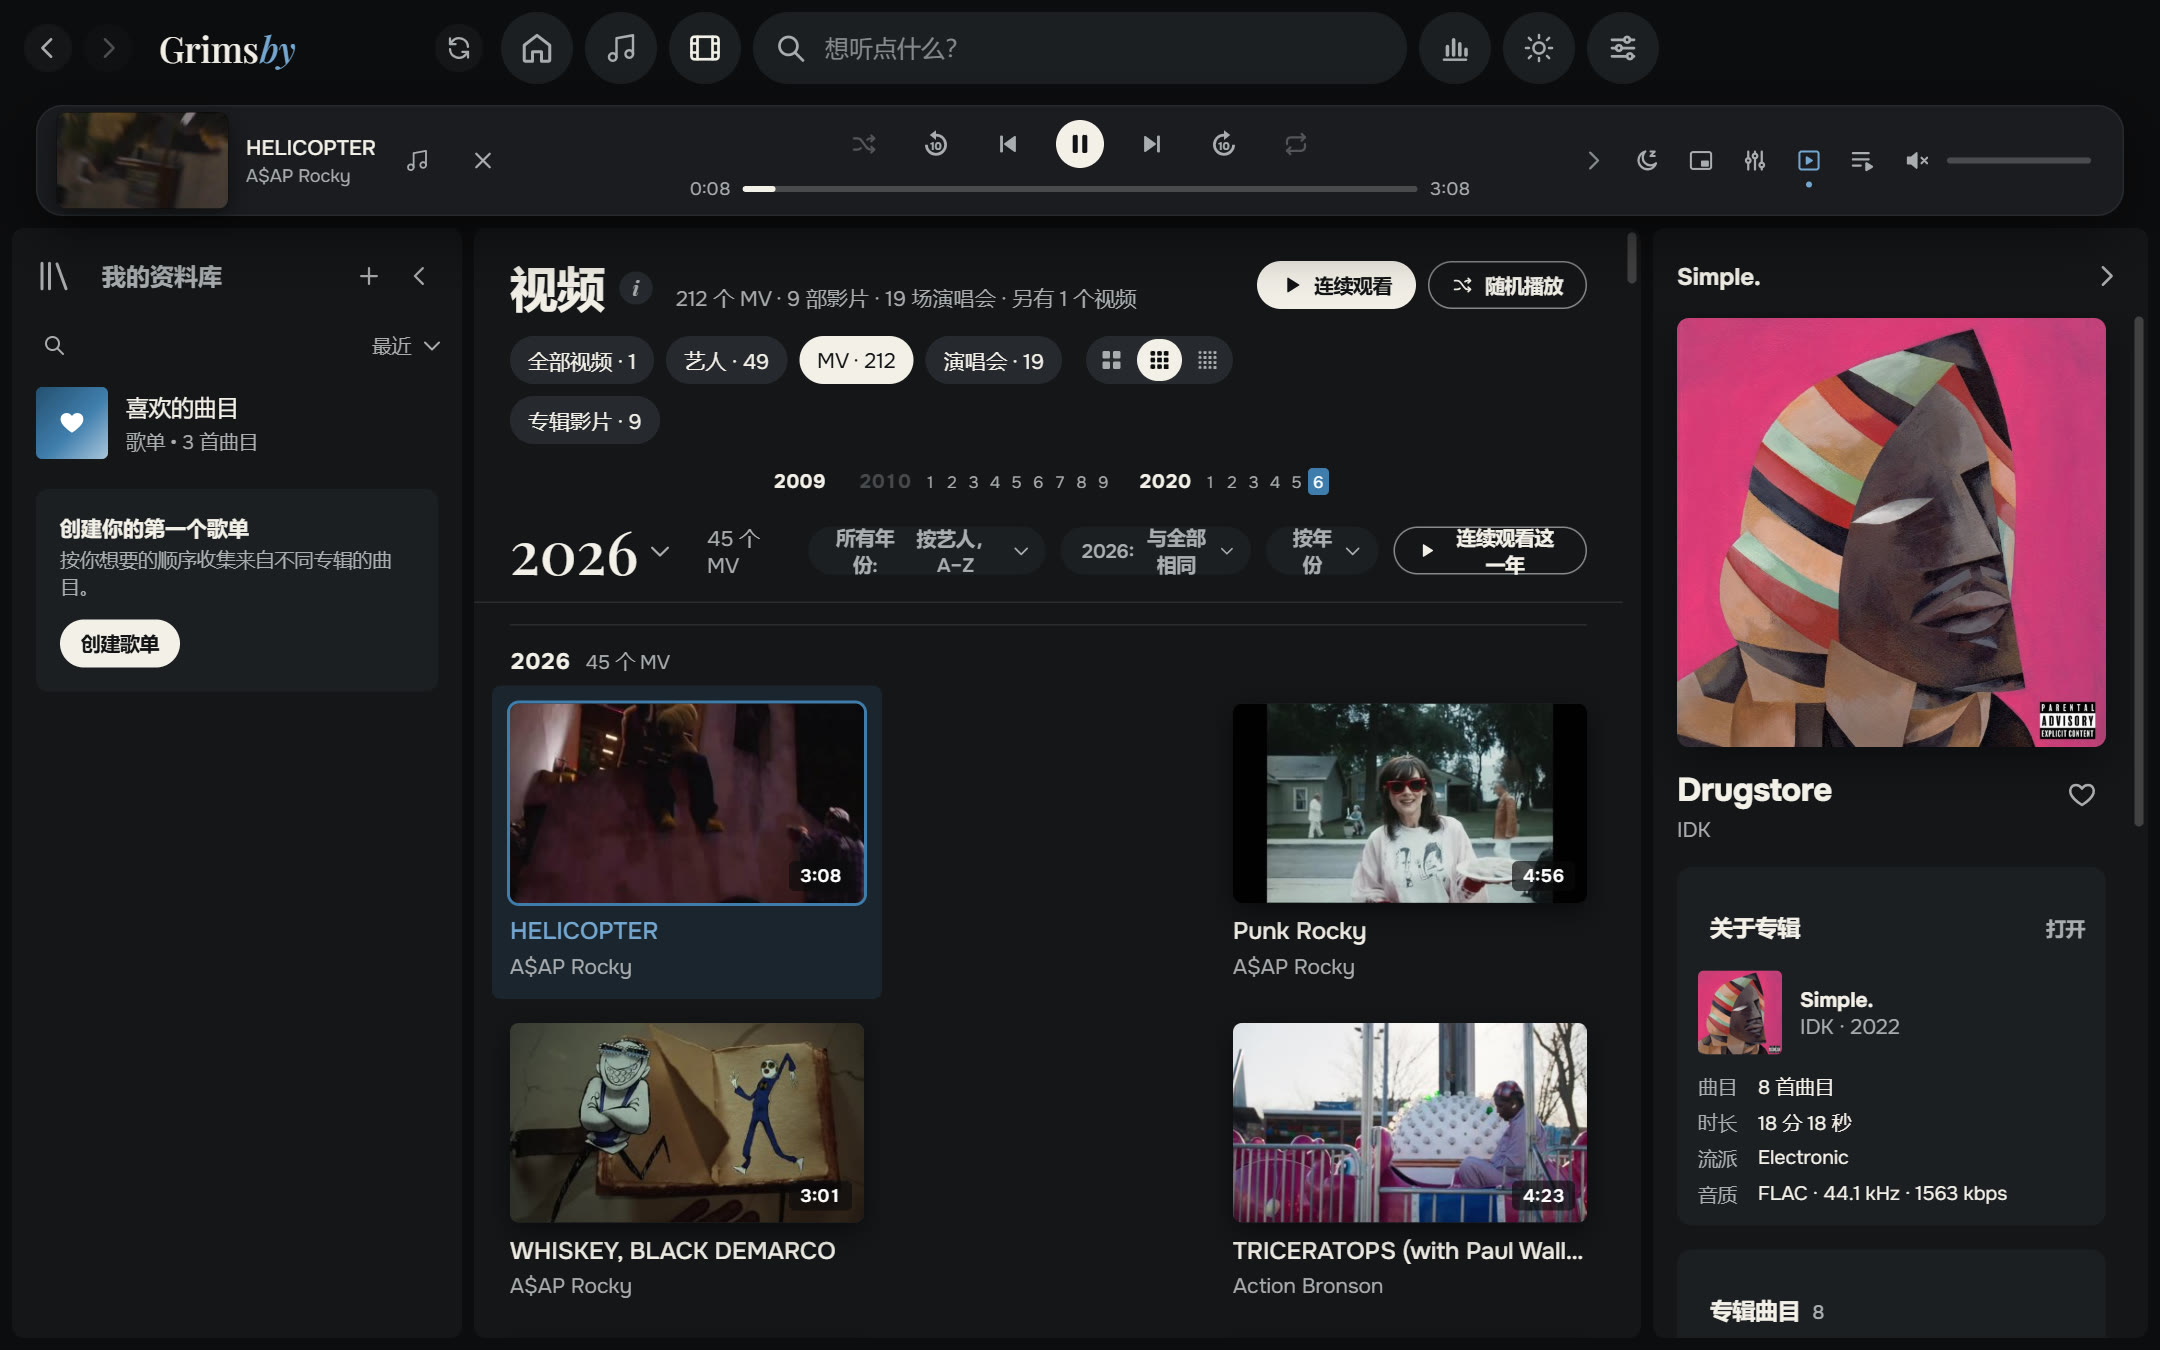 Grimsby
想听点什么?
HELICOPTER
A$AP Rocky
10
10
0:08
3:08
我的资料库
最近
喜欢的曲目
歌单 • 3 首曲目
创建你的第一个歌单
按你想要的顺序收集来自不同专辑的曲
目。
创建歌单
视频
i
212 个 MV · 9 部影片 · 19 场演唱会 · 另有 1 个视频
连续观看
随机播放
全部视频 · 1
艺人 · 49
MV · 212
演唱会 · 19
专辑影片 · 9
2009 2010 1 2 3 4 5 6 7 8 9 2020 1 2 3 4 5 6
2026
45 个
MV
所有年
份:
按艺人,
A–Z
2026:
与全部
相同
按年
份
连续观看这
一年
2026 45 个 MV
3:08
HELICOPTER
A$AP Rocky
4:56
Punk Rocky
A$AP Rocky
3:01
WHISKEY, BLACK DEMARCO
A$AP Rocky
4:23
TRICERATOPS (with Paul Wall...
Action Bronson
Simple.
PARENTAL
ADVISORY
EXPLICIT CONTENT
Drugstore
IDK
关于专辑
打开
Simple.
IDK · 2022
曲目 8 首曲目
时长 18 分 18 秒
流派 Electronic
音质 FLAC · 44.1 kHz · 1563 kbps
专辑曲目 8